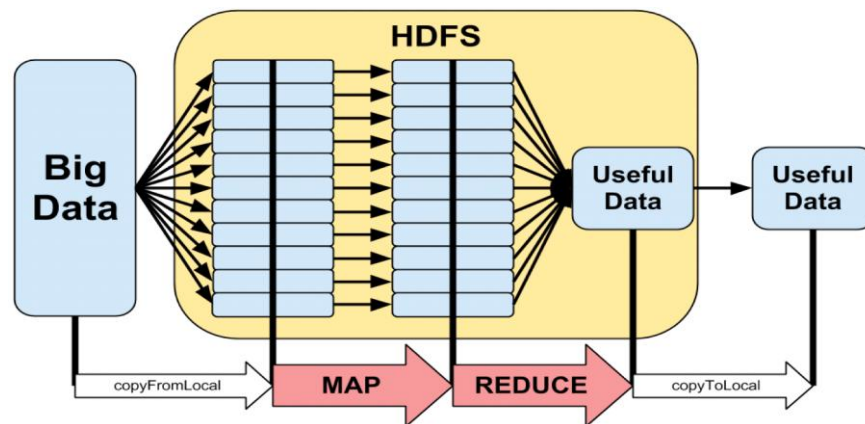 HDFS
Big
Data
Useful
Data
Useful
Data
copyFromLocal
MAP
REDUCE
copyToLocal